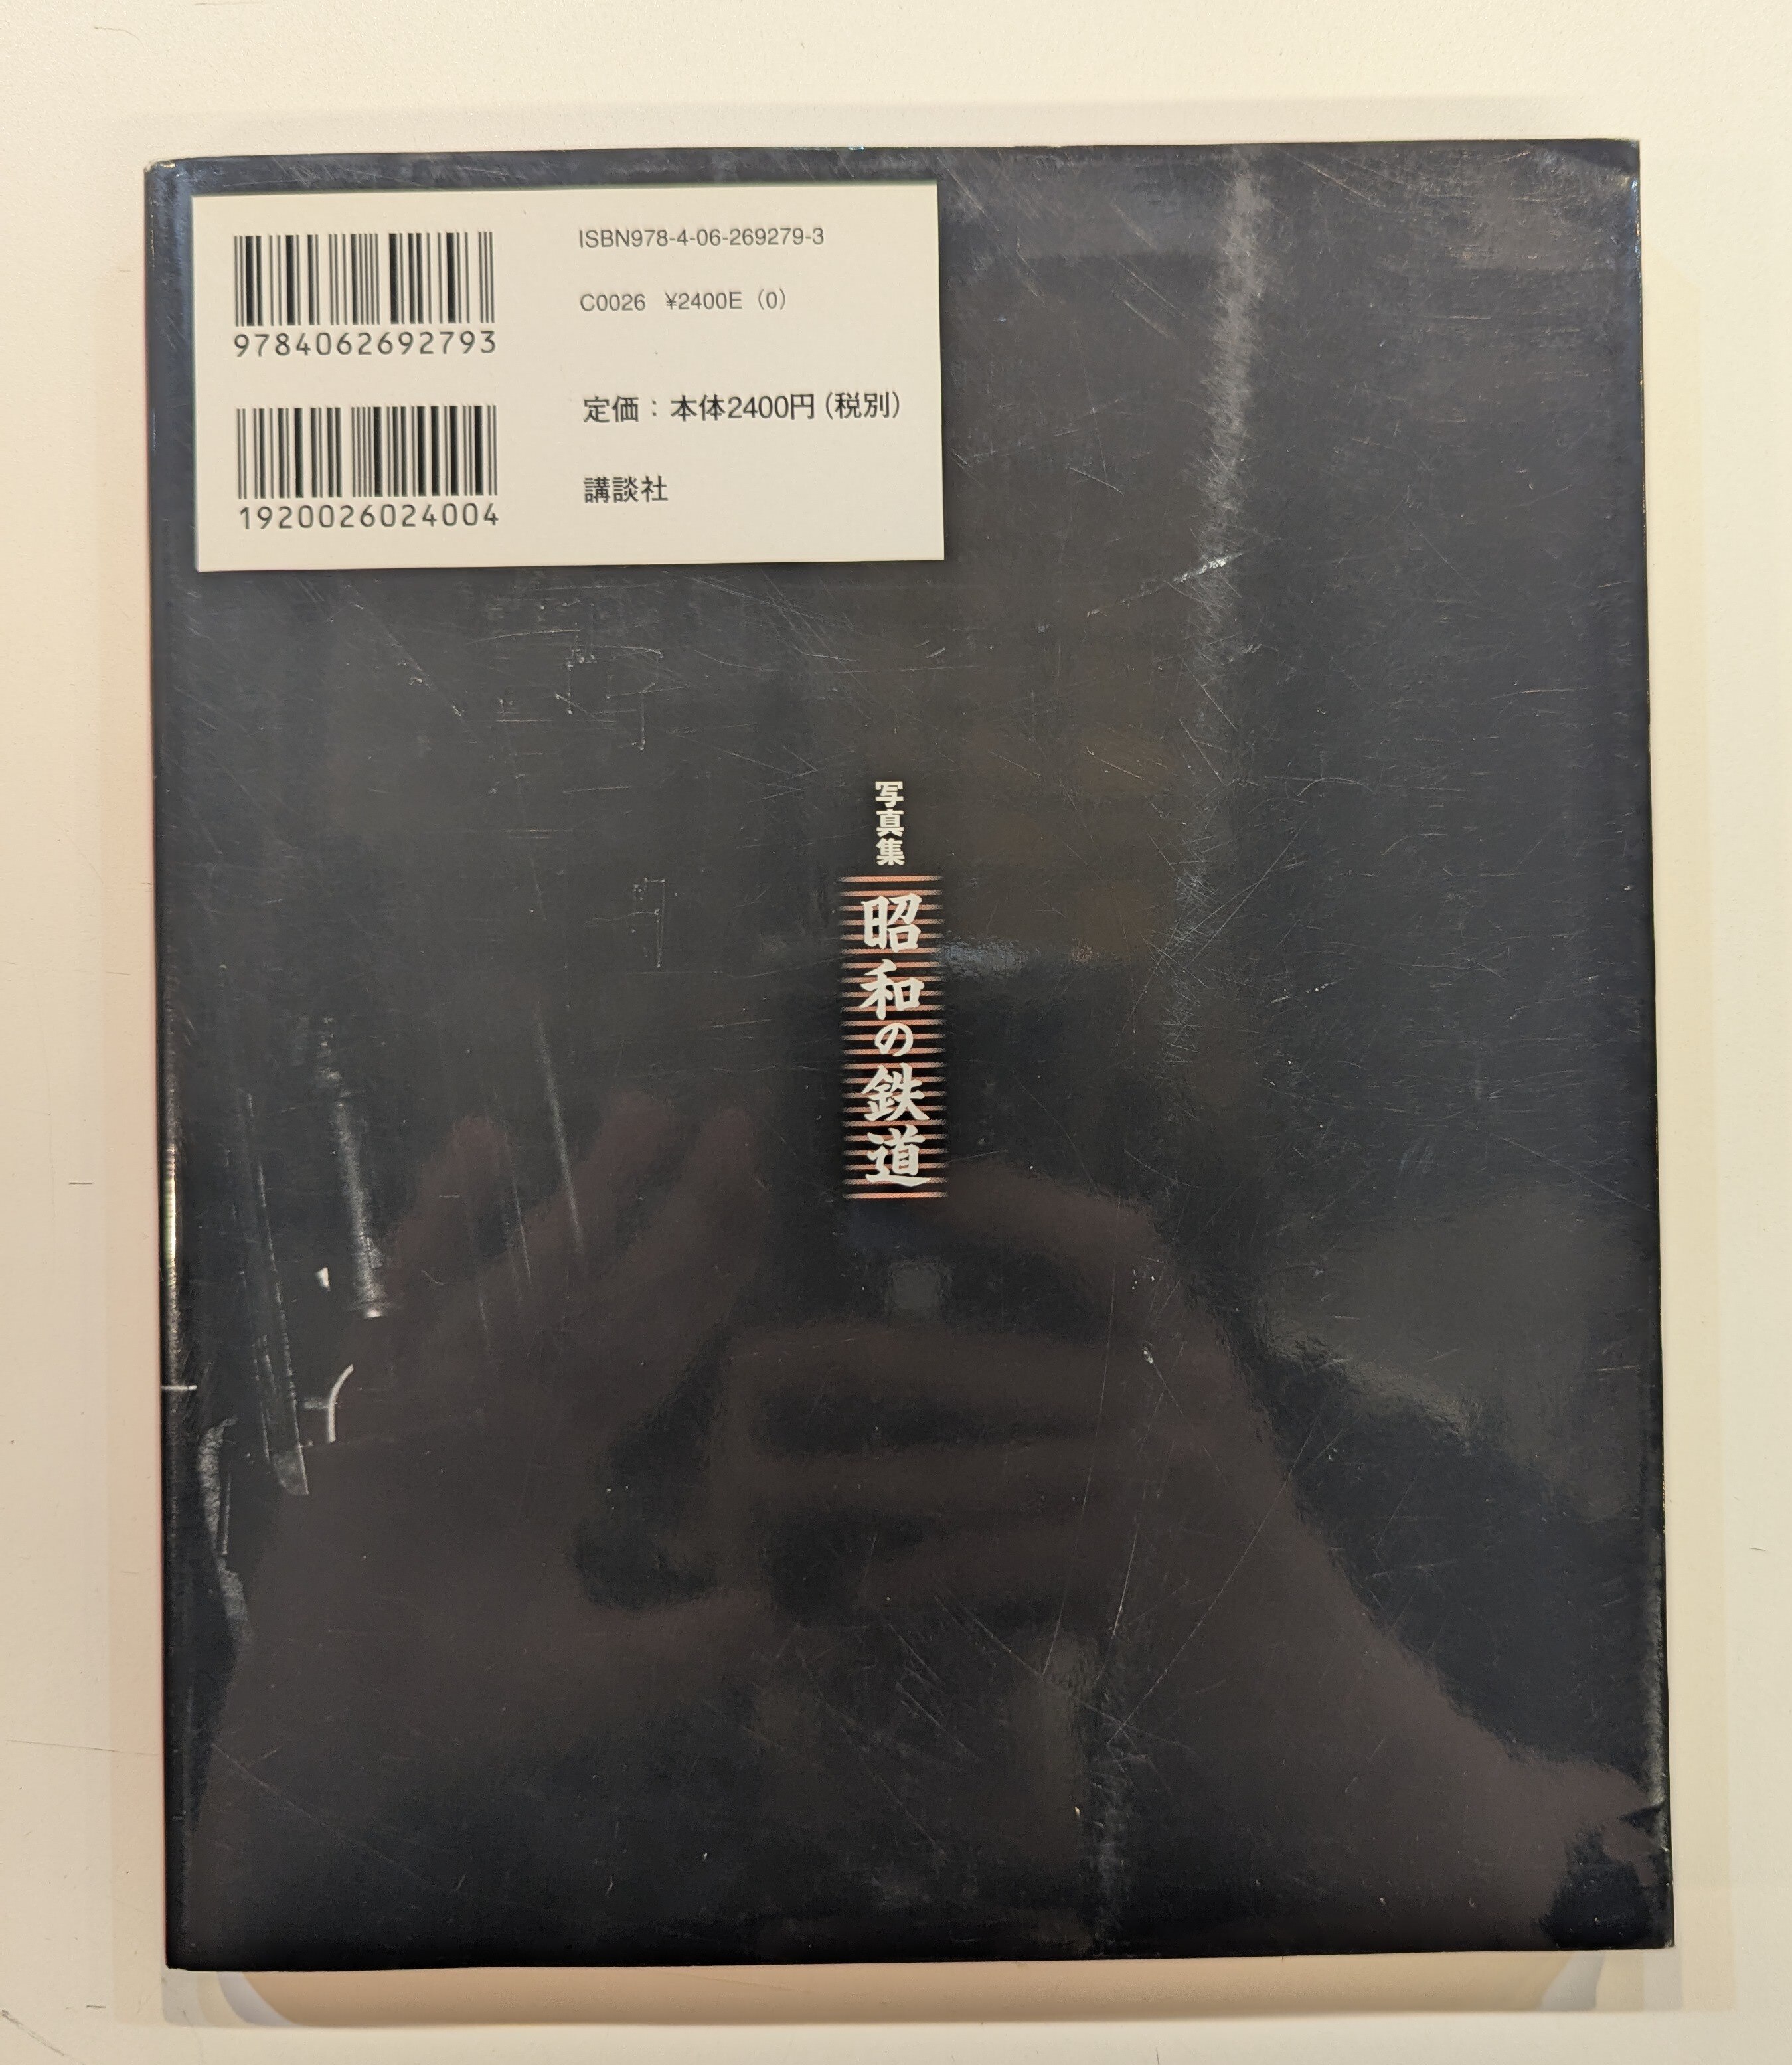 9784062692793
ISBN978-4-06-269279-3
C0026 ¥2400E (0)
定価：本体2400円（税別）
1920026024004
講談社
写真集
昭和の鉄道